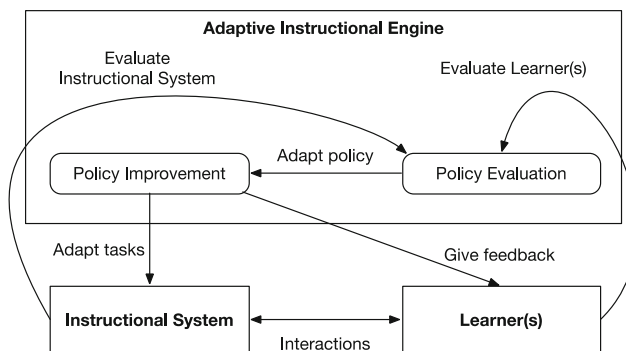 Adaptive Instructional Engine
Evaluate
Instructional System
Evaluate Learner(s)
Adapt policy
Policy Improvement
Policy Evaluation
Adapt tasks
Give feedback
Instructional System
Learner(s)
Interactions